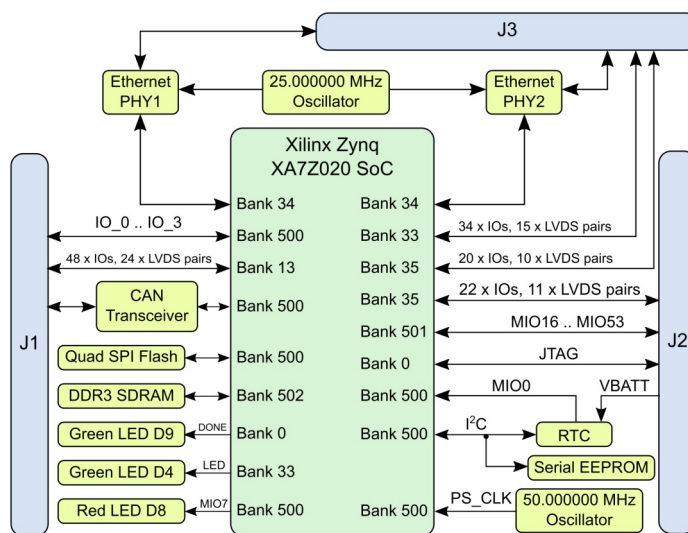 J3
Ethernet
PHY1
25.000000 MHz
Oscillator
Ethernet
PHY2
Xilinx Zynq
XA7Z020 SoC
J1
IO_0 .. IO_3
48 x IOs, 24 x LVDS pairs
CAN
Transceiver
Quad SPI Flash
DDR3 SDRAM
Green LED D9
DONE
Green LED D4
LED
Red LED D8
MIO7
Bank 34
Bank 500
Bank 13
Bank 500
Bank 500
Bank 502
Bank 0
Bank 33
Bank 500
Bank 34
Bank 33
Bank 35
Bank 35
Bank 501
Bank 0
Bank 500
Bank 500
Bank 500
34 x IOs, 15 x LVDS pairs
20 x IOs, 10 x LVDS pairs
22 x IOs, 11 x LVDS pairs
MIO16 .. MIO53
JTAG
MIO0
VBATT
I²C
RTC
Serial EEPROM
PS_CLK
50.000000 MHz
Oscillator
J2